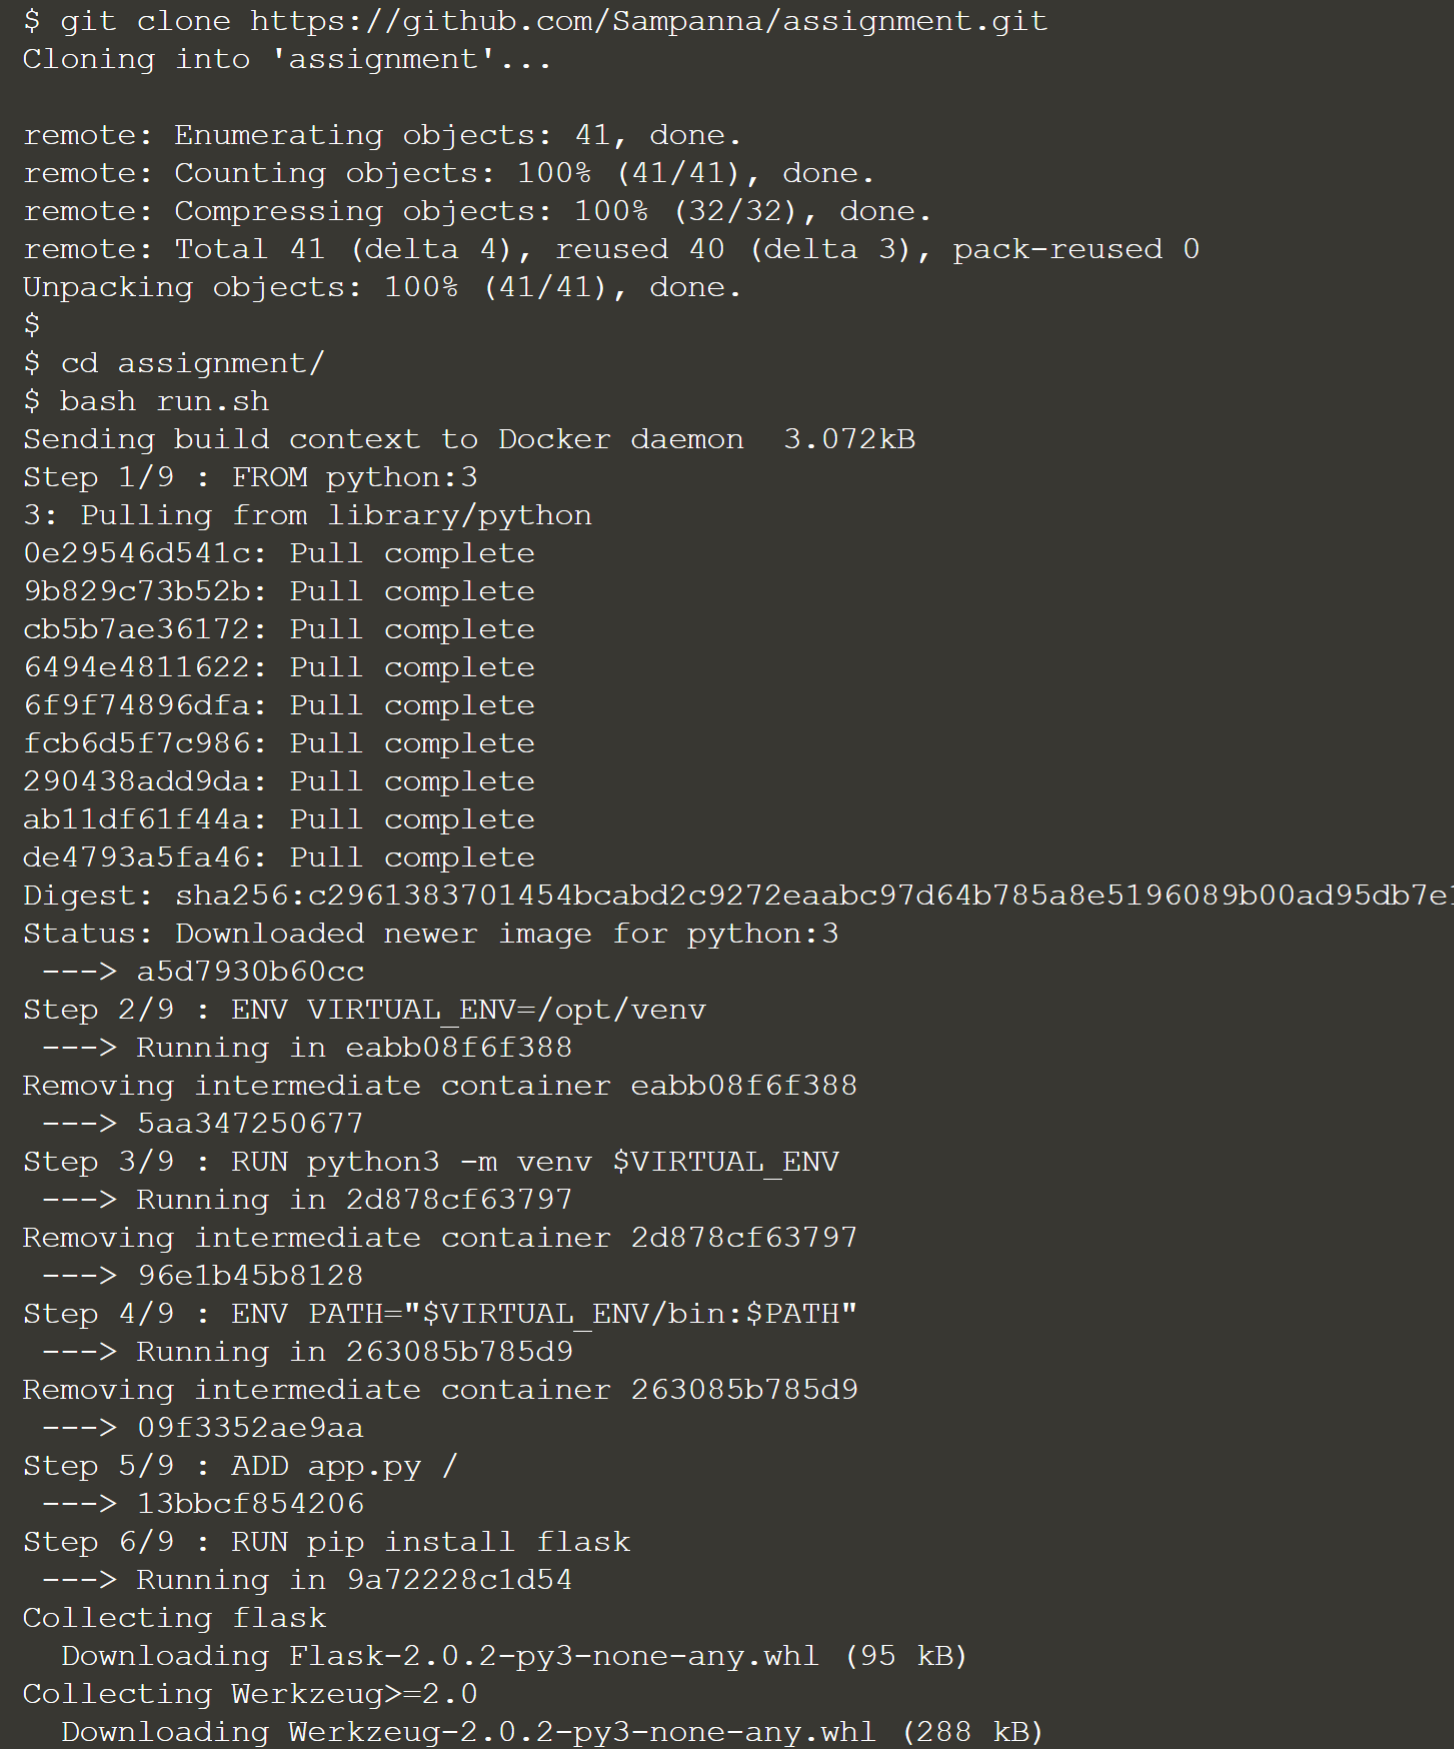 $ git clone https://github.com/Sampanna/assignment.git
Cloning into 'assignment'...
remote: Enumerating objects: 41, done.
remote: Counting objects: 100% (41/41), done.
remote: Compressing objects: 100% (32/32), done.
remote: Total 41 (delta 4), reused 40 (delta 3), pack-reused 0
Unpacking objects: 100% (41/41), done.
$
$ cd assignment/
$ bash run.sh
Sending build context to Docker daemon  3.072kB
Step 1/9 : FROM python:3
3: Pulling from library/python
0e29546d541c: Pull complete
9b829c73b52b: Pull complete
cb5b7ae36172: Pull complete
6494e4811622: Pull complete
6f9f74896dfa: Pull complete
fcb6d5f7c986: Pull complete
290438add9da: Pull complete
ab11df61f44a: Pull complete
de4793a5fa46: Pull complete
Digest: sha256:c2961383701454bcabd2c9272eaabc97d64b785a8e5196089b00ad95db7e1
Status: Downloaded newer image for python:3
 ---> a5d7930b60cc
Step 2/9 : ENV VIRTUAL_ENV=/opt/venv
 ---> Running in eabb08f6f388
Removing intermediate container eabb08f6f388
 ---> 5aa347250677
Step 3/9 : RUN python3 -m venv $VIRTUAL_ENV
 ---> Running in 2d878cf63797
Removing intermediate container 2d878cf63797
 ---> 96e1b45b8128
Step 4/9 : ENV PATH="$VIRTUAL_ENV/bin:$PATH"
 ---> Running in 263085b785d9
Removing intermediate container 263085b785d9
 ---> 09f3352ae9aa
Step 5/9 : ADD app.py /
 ---> 13bbcf854206
Step 6/9 : RUN pip install flask
 ---> Running in 9a72228c1d54
Collecting flask
  Downloading Flask-2.0.2-py3-none-any.whl (95 kB)
Collecting Werkzeug>=2.0
  Downloading Werkzeug-2.0.2-py3-none-any.whl (288 kB)